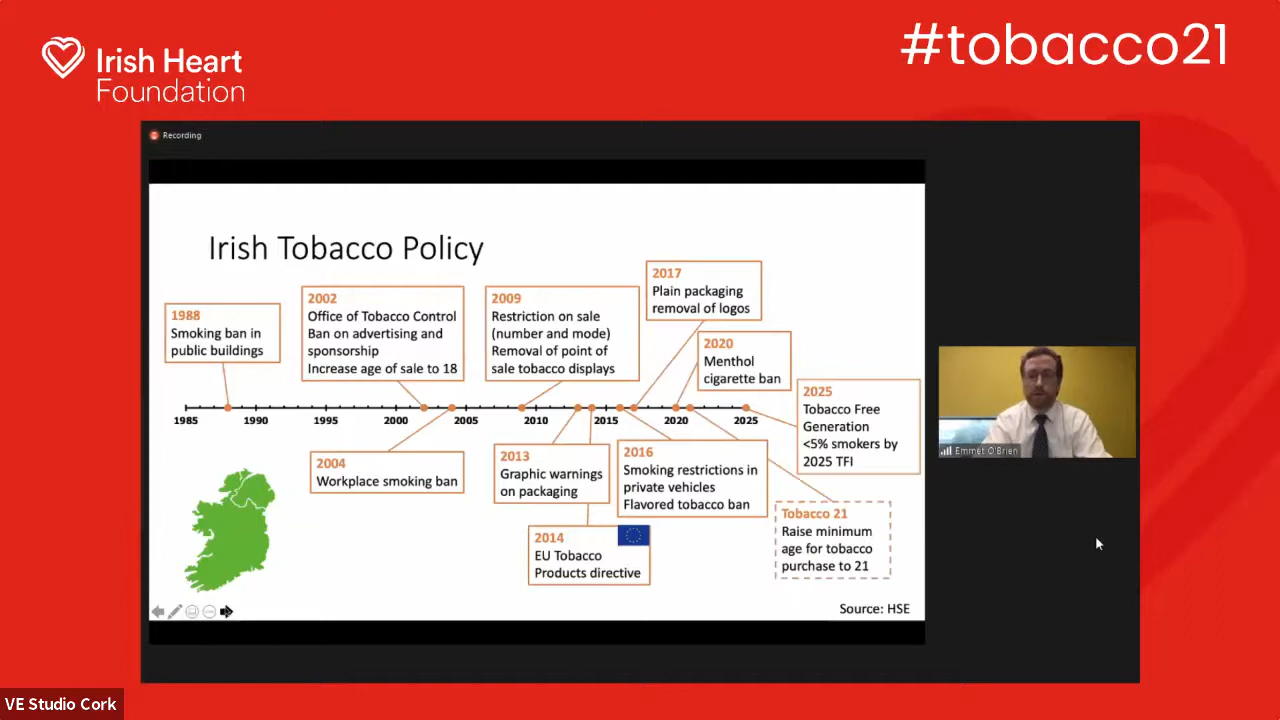 Irish Heart
Foundation
#tobacco21
Recording
Irish Tobacco Policy
1988
Smoking ban in
public buildings
2002
Office of Tobacco Control
Ban on advertising and
sponsorship
Increase age of sale to 18
2009
Restriction on sale
(number and mode)
Removal of point of
sale tobacco displays
2017
Plain packaging
removal of logos
2020
Menthol
cigarette ban
2025
Tobacco Free
Generation
<5% smokers by
2025 TFI
1985 1990 1995 2000 2005 2010 2015 2020 2025
2004
Workplace smoking ban
2013
Graphic warnings
on packaging
2014
EU Tobacco
Products directive
2016
Smoking restrictions in
private vehicles
Flavored tobacco ban
Tobacco 21
Raise minimum
age for tobacco
purchase to 21
Source: HSE
Emmet O'Brien
VE Studio Cork